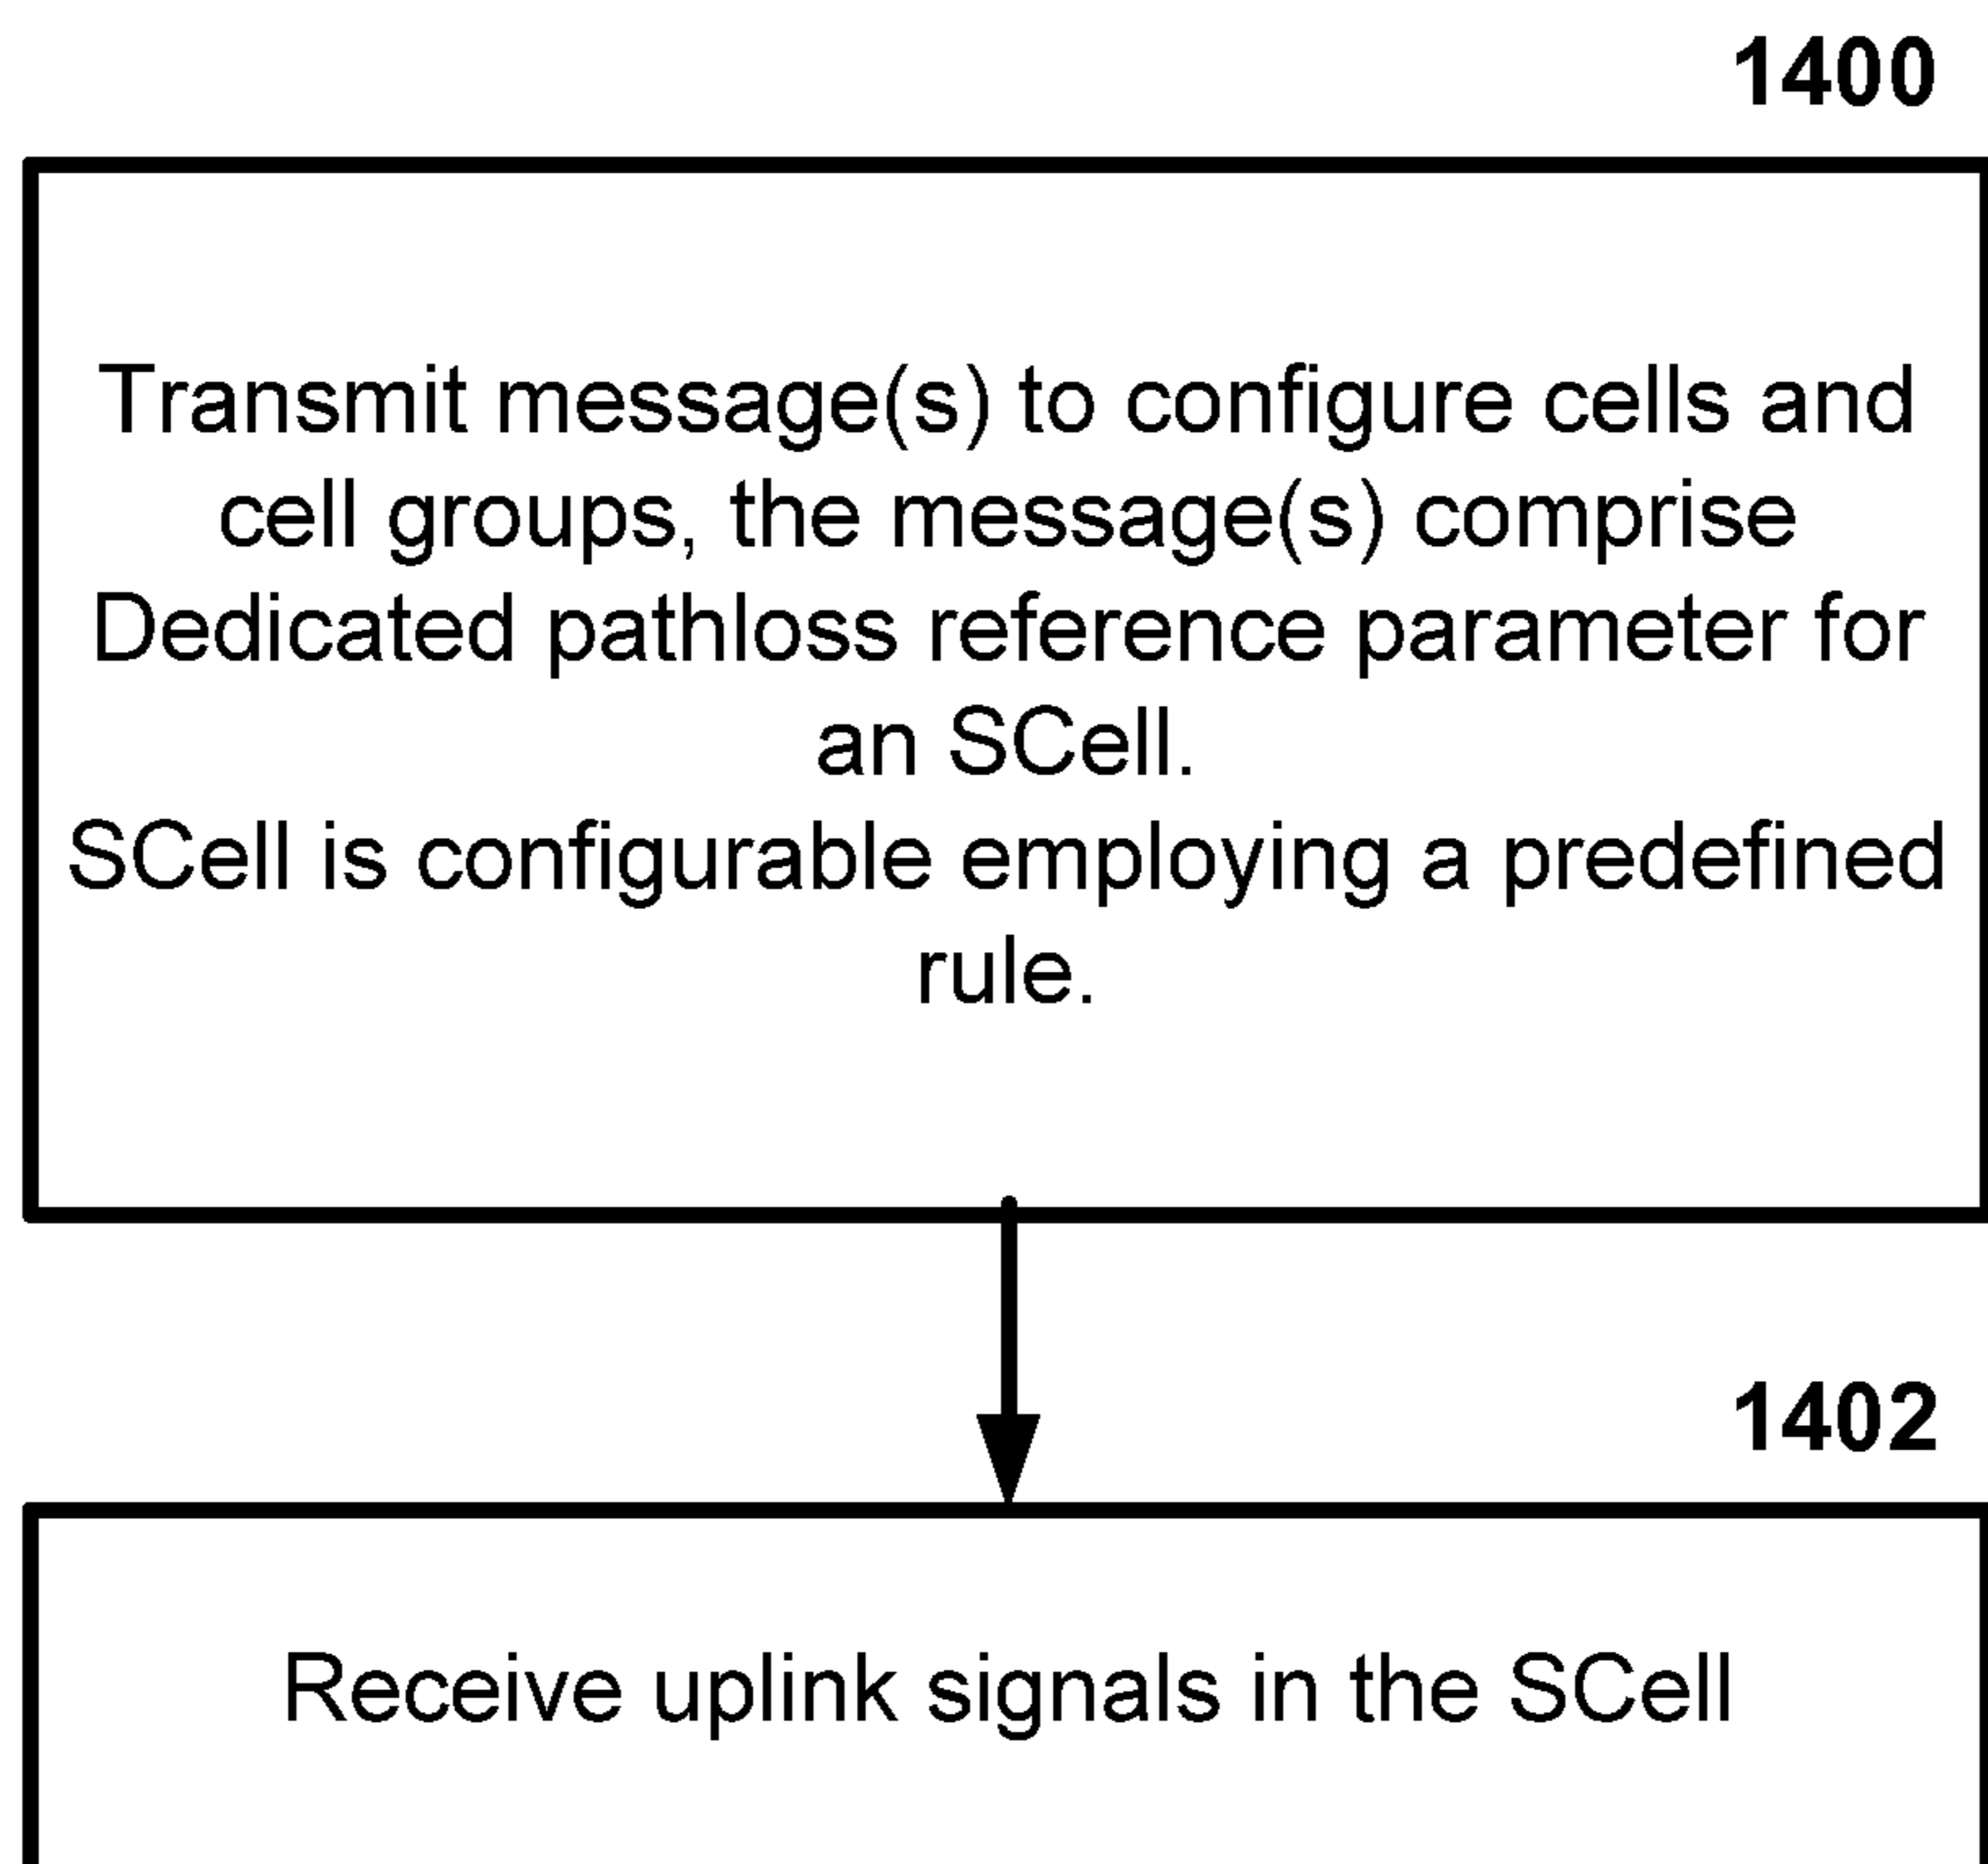 1400
Transmit message(s) to configure cells and
cell groups, the message(s) comprise
Dedicated pathloss reference parameter for
an SCell.
SCell is configurable employing a predefined
rule.
1402
Receive uplink signals in the SCell